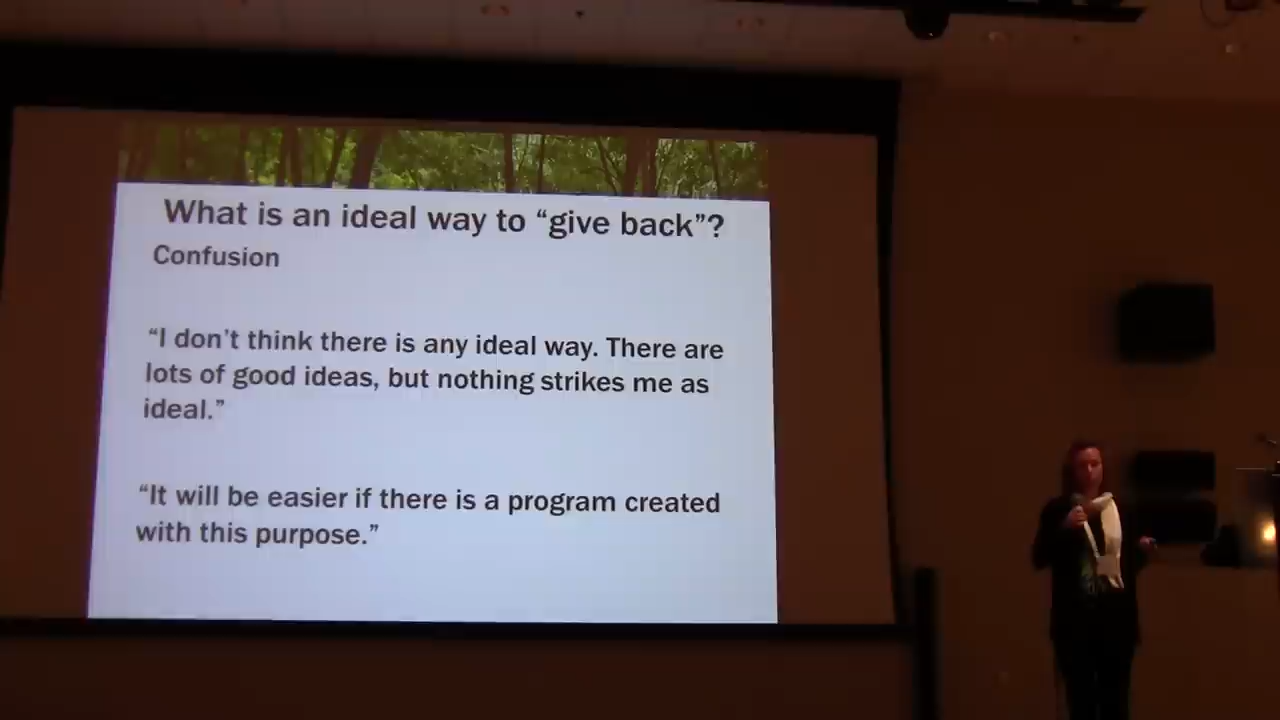 What is an ideal way to “give back”?
Confusion
“I don’t think there is any ideal way. There are
lots of good ideas, but nothing strikes me as
ideal.”
“It will be easier if there is a program created
with this purpose.”